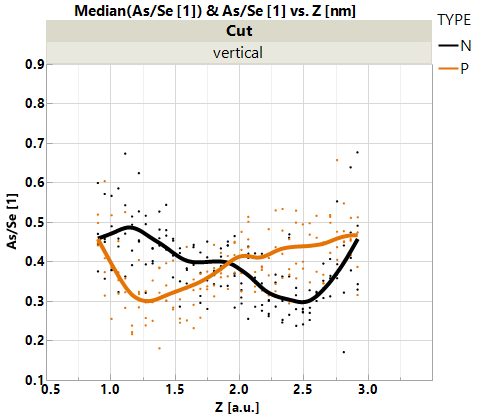 Median(As/Se [1]) & As/Se [1] vs. Z [nm]
Cut
vertical
TYPE
N
P
As/Se [1]
0.9
0.8
0.7
0.6
0.5
0.4
0.3
0.2
0.1
0.5 1.0 1.5 2.0 2.5 3.0
Z [a.u.]